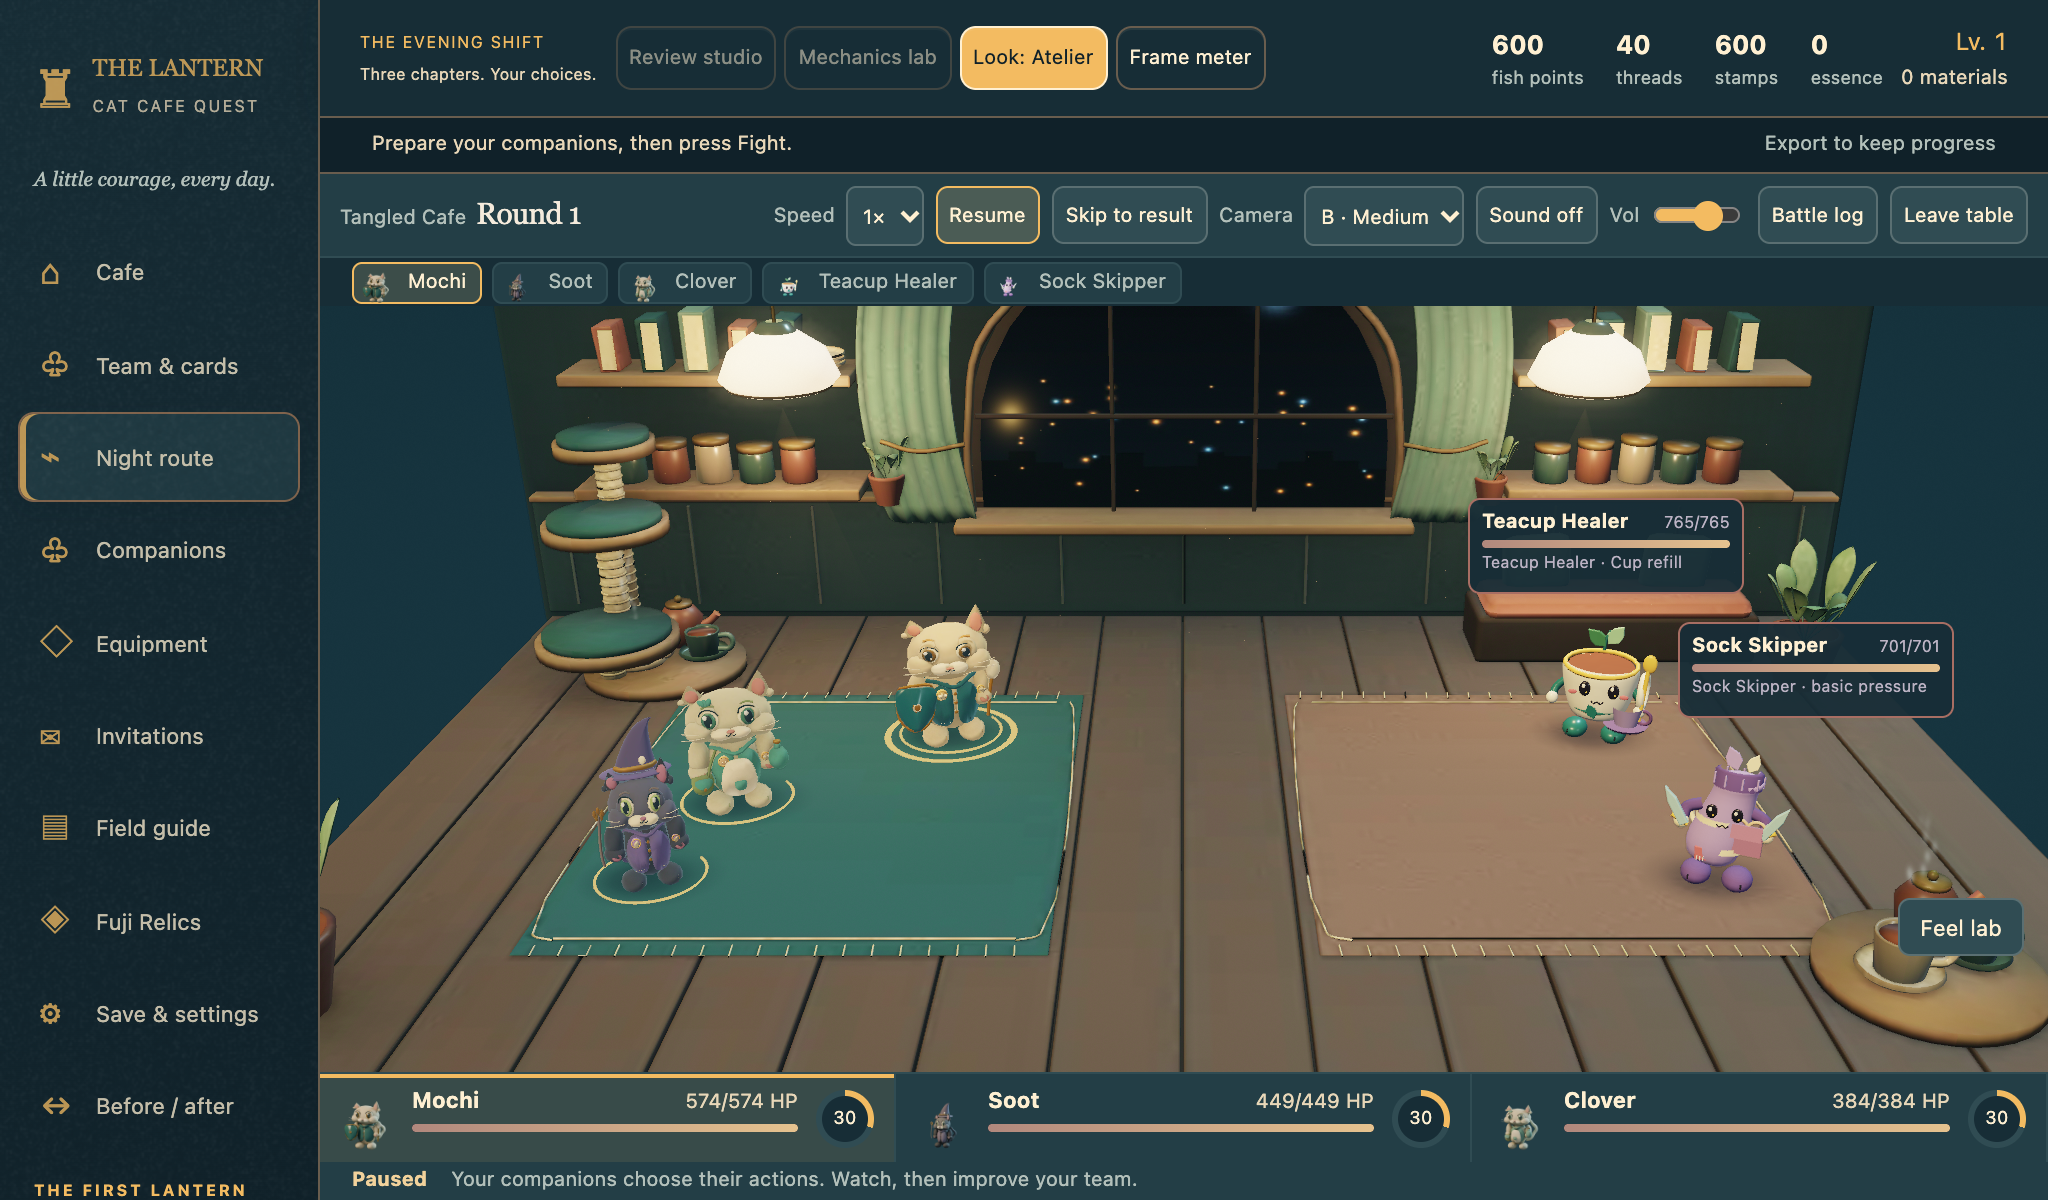 THE LANTERN
CAT CAFE QUEST
A little courage, every day.
Cafe
Team & cards
Night route
Companions
Equipment
Invitations
Field guide
Fuji Relics
Save & settings
Before / after
THE FIRST LANTERN
THE EVENING SHIFT
Three chapters. Your choices.
Review studio
Mechanics lab
Look: Atelier
Frame meter
600 fish points
40 threads
600 stamps
0 essence
Lv. 1
0 materials
Prepare your companions, then press Fight.
Export to keep progress
Tangled Cafe Round 1
Speed 1×
Resume
Skip to result
Camera B · Medium
Sound off
Vol
Battle log
Leave table
Mochi
Soot
Clover
Teacup Healer
Sock Skipper
Teacup Healer 765/765
Teacup Healer · Cup refill
Sock Skipper 701/701
Sock Skipper · basic pressure
Feel lab
Mochi 574/574 HP 30
Soot 449/449 HP 30
Clover 384/384 HP 30
Paused Your companions choose their actions. Watch, then improve your team.